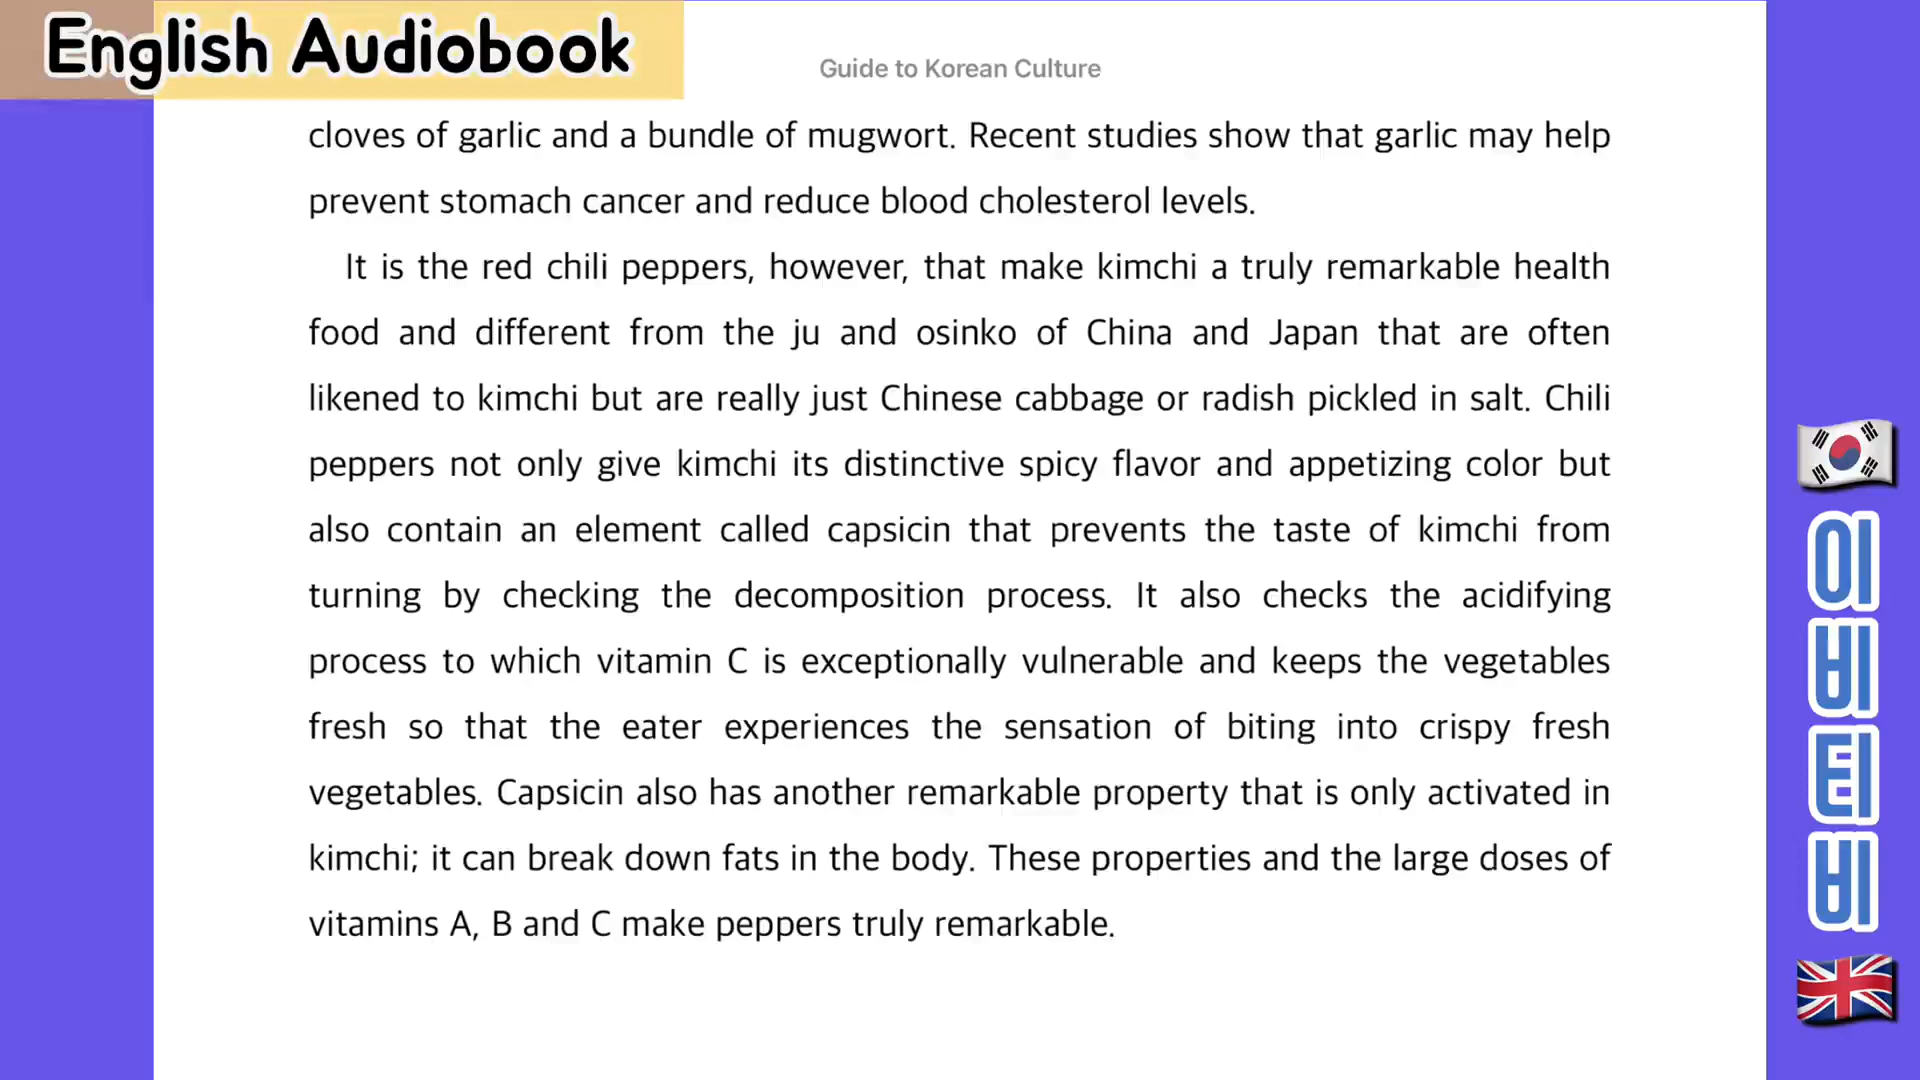 English Audiobook
Guide to Korean Culture
cloves of garlic and a bundle of mugwort. Recent studies show that garlic may help
prevent stomach cancer and reduce blood cholesterol levels.
It is the red chili peppers, however, that make kimchi a truly remarkable health
food and different from the ju and osinko of China and Japan that are often
likened to kimchi but are really just Chinese cabbage or radish pickled in salt. Chili
peppers not only give kimchi its distinctive spicy flavor and appetizing color but
also contain an element called capsicin that prevents the taste of kimchi from
turning by checking the decomposition process. It also checks the acidifying
process to which vitamin C is exceptionally vulnerable and keeps the vegetables
fresh so that the eater experiences the sensation of biting into crispy fresh
vegetables. Capsicin also has another remarkable property that is only activated in
kimchi; it can break down fats in the body. These properties and the large doses of
vitamins A, B and C make peppers truly remarkable.
이비티비